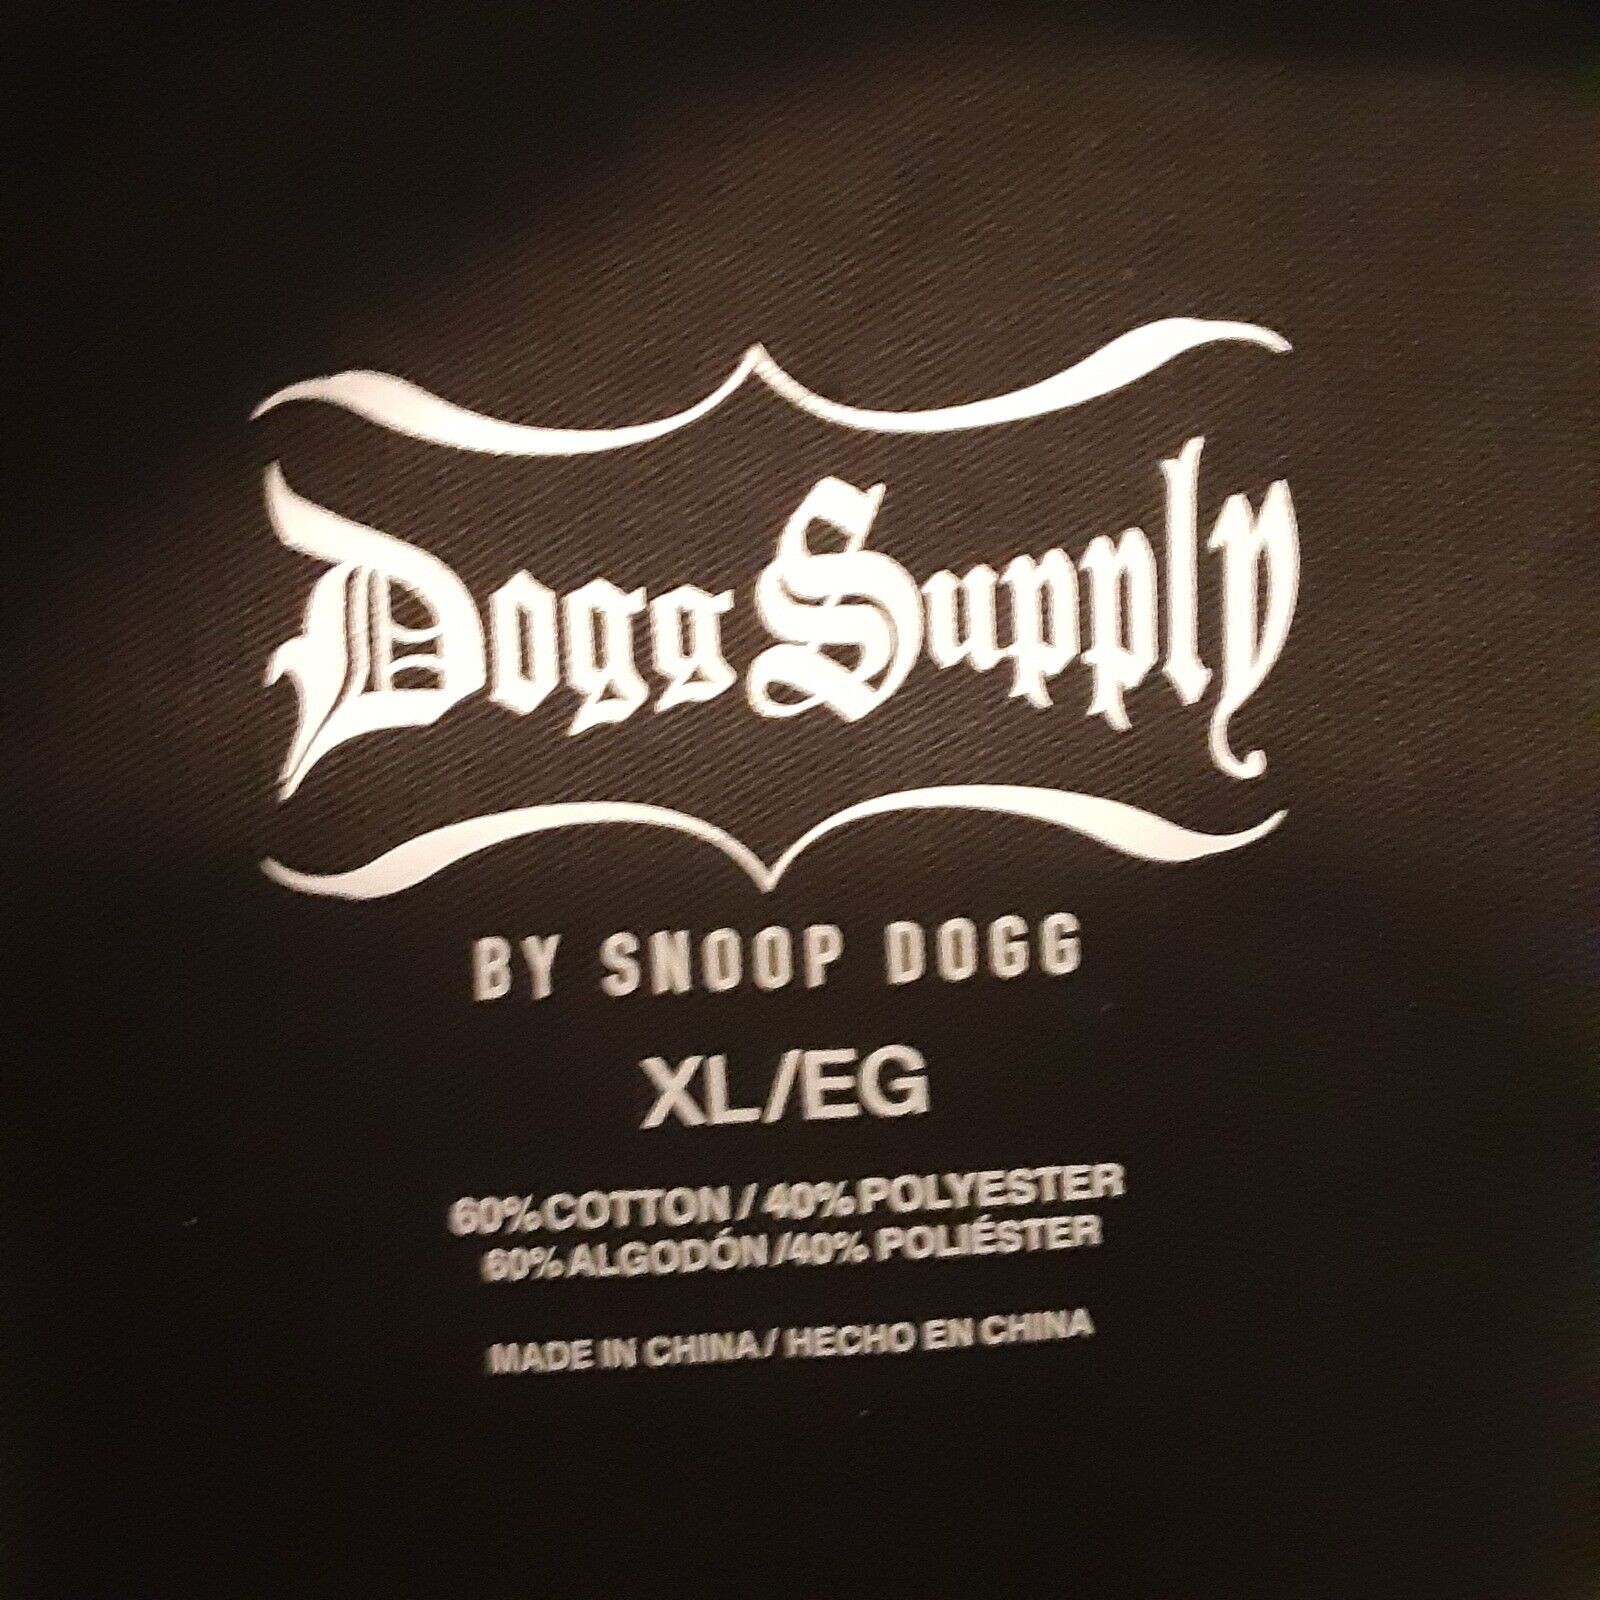 Dogg Supply
BY SNOOP DOGG
XL/EG
60% COTTON / 40% POLYESTER
60% ALGODÓN /40% POLIÉSTER
MADE IN CHINA / HECHO EN CHINA